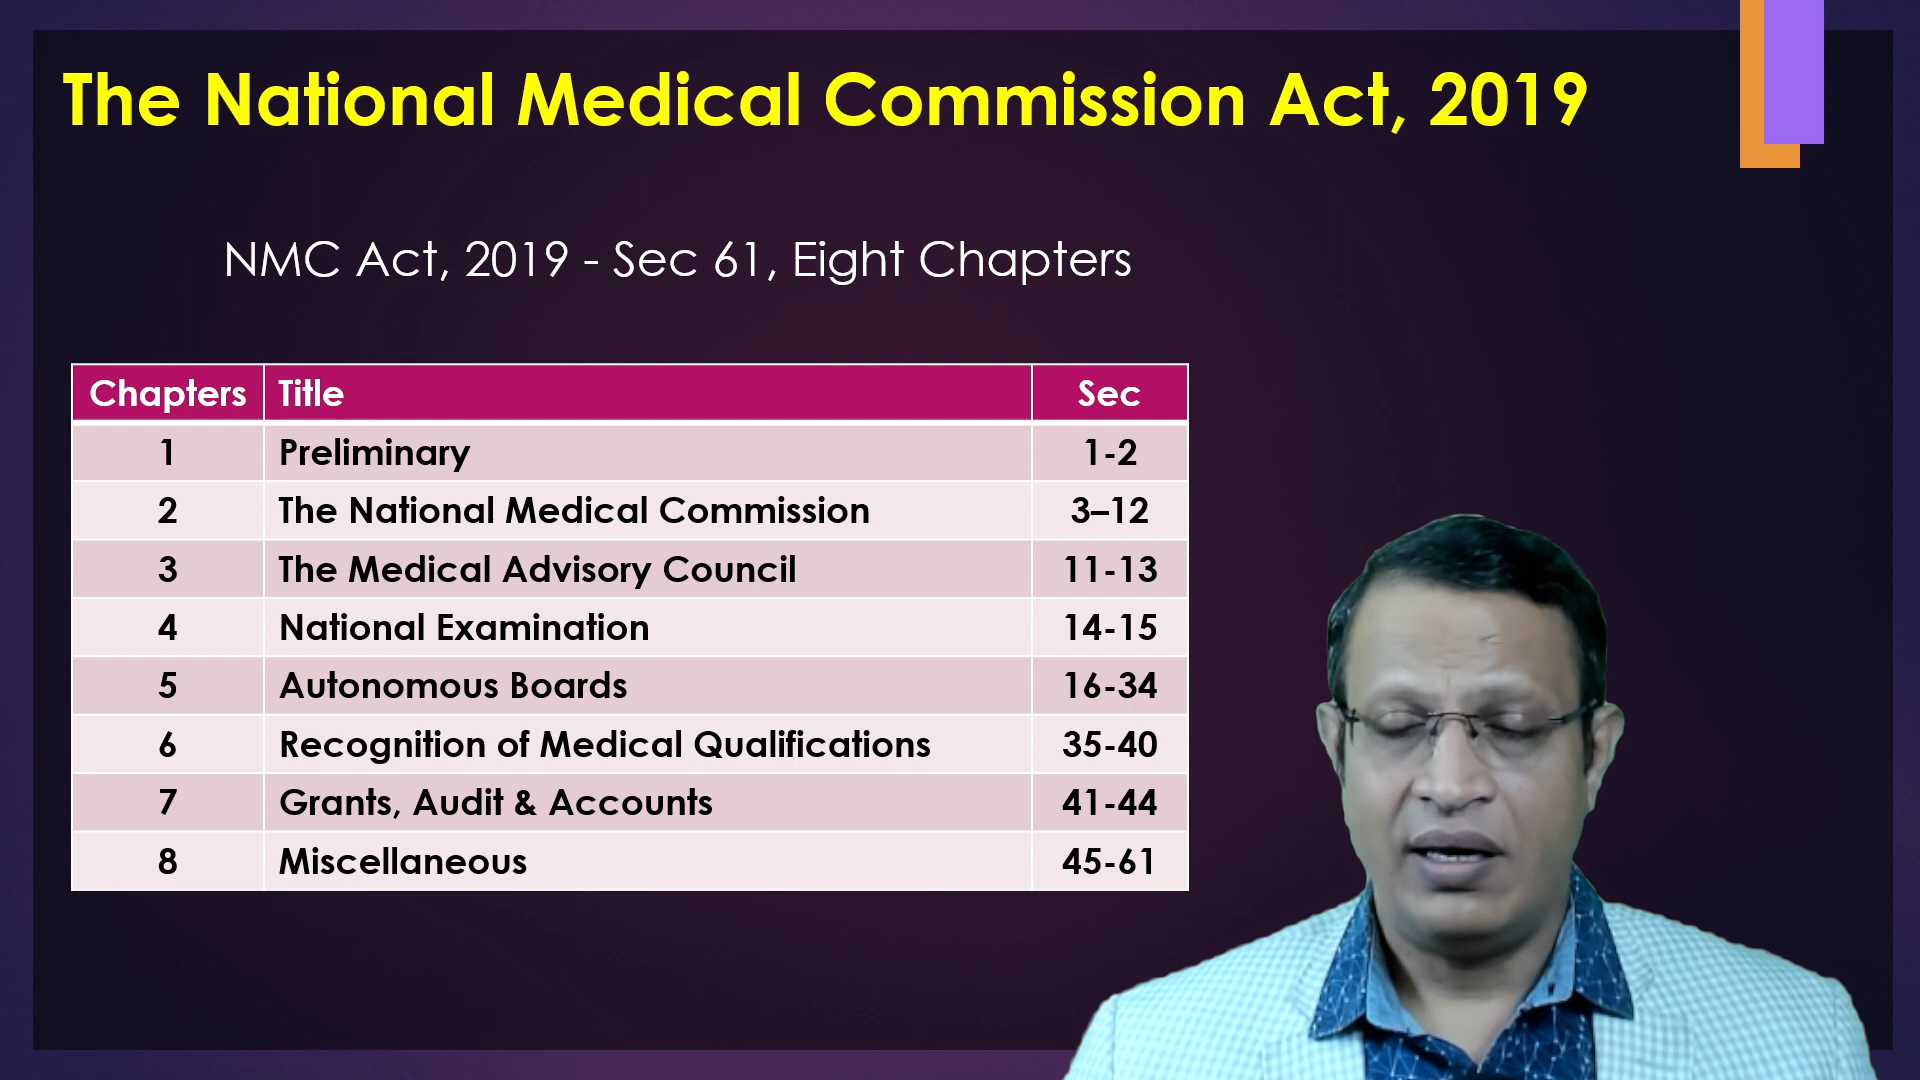 The National Medical Commission Act, 2019
NMC Act, 2019 - Sec 61, Eight Chapters
Chapters Title Sec
1 Preliminary 1-2
2 The National Medical Commission 3–12
3 The Medical Advisory Council 11-13
4 National Examination 14-15
5 Autonomous Boards 16-34
6 Recognition of Medical Qualifications 35-40
7 Grants, Audit & Accounts 41-44
8 Miscellaneous 45-61